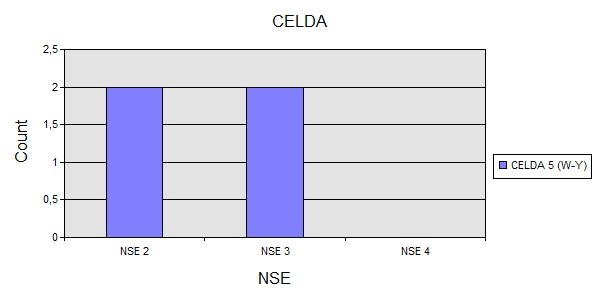 CELDA
2,5
2
1,5
1
0,5
0
Count
NSE 2
NSE 3
NSE 4
NSE
CELDA 5 (W-Y)